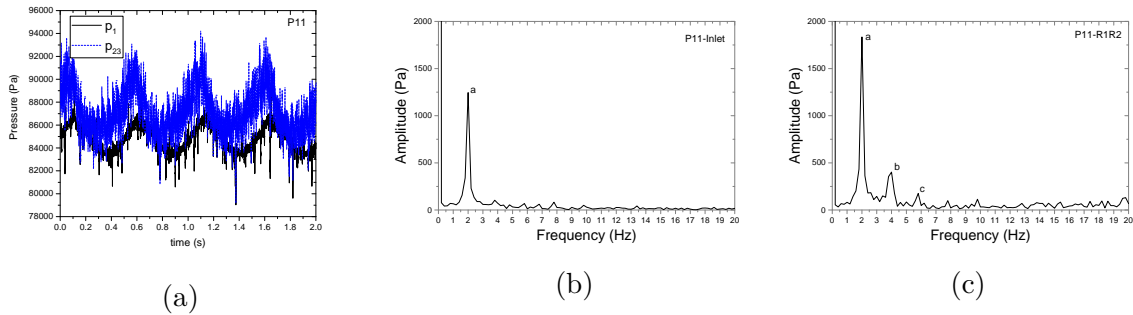 P11
p1
p23
Pressure (Pa)
96000
94000
92000
90000
88000
86000
84000
82000
80000
78000
0.0 0.2 0.4 0.6 0.8 1.0 1.2 1.4 1.6 1.8 2.0
time (s)
(a)
P11-Inlet
a
Amplitude (Pa)
2000
1500
1000
500
0
0 1 2 3 4 5 6 7 8 9 10 11 12 13 14 15 16 17 18 19 20
Frequency (Hz)
(b)
P11-R1R2
a
b
c
Amplitude (Pa)
2000
1500
1000
500
0
0 1 2 3 4 5 6 7 8 9 10 11 12 13 14 15 16 17 18 19 20
Frequency (Hz)
(c)